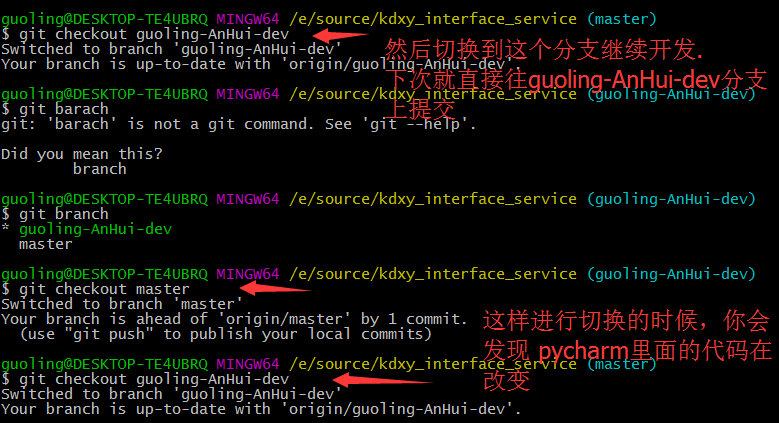 guoling@DESKTOP-TE4UBRQ MINGW64 /e/source/kdxy_interface_service (master)
$ git checkout guoling-AnHui-dev
Switched to branch 'guoling-AnHui-dev'
Your branch is up-to-date with 'origin/guoling-AnHui-dev'.
然后切换到这个分支继续开发.
下次就直接往guoling-AnHui-dev分支
上提交
guoling@DESKTOP-TE4UBRQ MINGW64 /e/source/kdxy_interface_service (guoling-AnHui-dev)
$ git barach
git: 'barach' is not a git command. See 'git --help'.
Did you mean this?
branch
guoling@DESKTOP-TE4UBRQ MINGW64 /e/source/kdxy_interface_service (guoling-AnHui-dev)
$ git branch
* guoling-AnHui-dev
master
guoling@DESKTOP-TE4UBRQ MINGW64 /e/source/kdxy_interface_service (guoling-AnHui-dev)
$ git checkout master
Switched to branch 'master'
Your branch is ahead of 'origin/master' by 1 commit.
(use "git push" to publish your local commits)
这样进行切换的时候，你会
发现 pycharm里面的代码在
改变
guoling@DESKTOP-TE4UBRQ MINGW64 /e/source/kdxy_interface_service (master)
$ git checkout guoling-AnHui-dev
Switched to branch 'guoling-AnHui-dev'
Your branch is up-to-date with 'origin/guoling-AnHui-dev'.